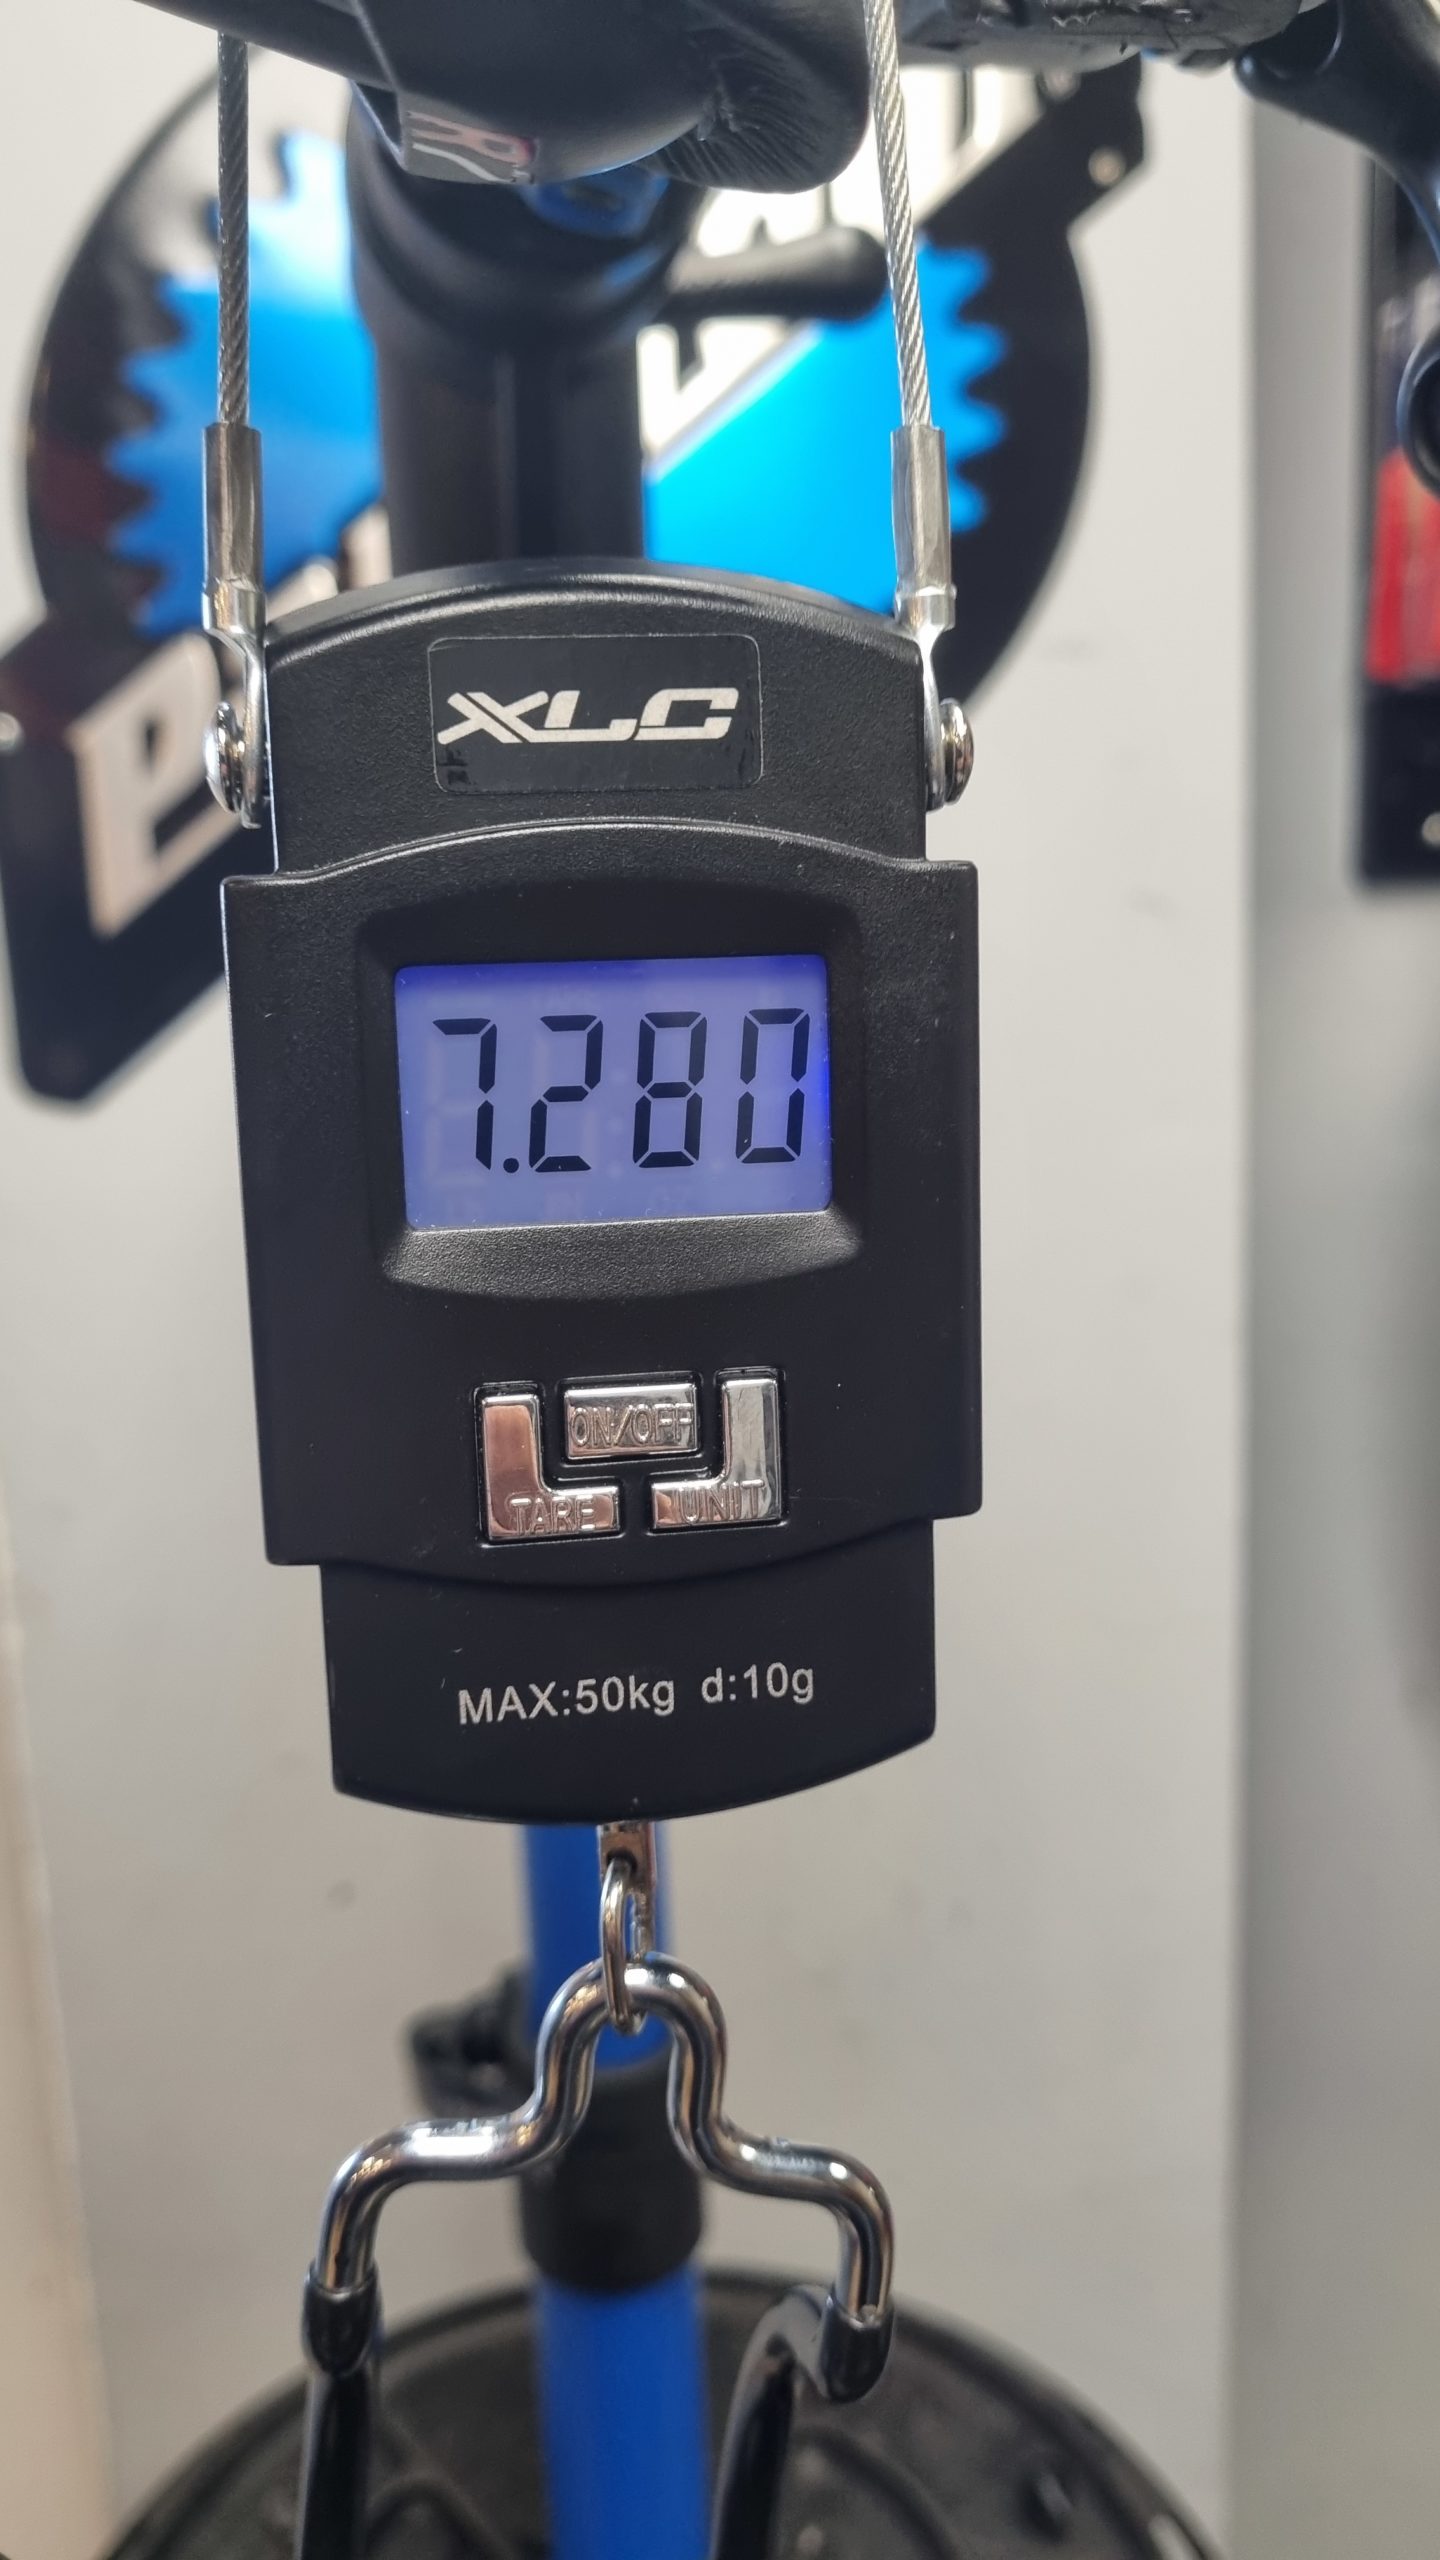 XLC
7.280
ON/OFF
TARE UNIT
MAX:50kg d:10g